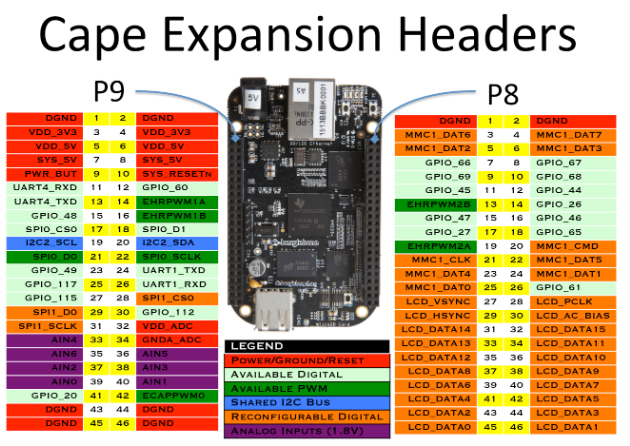 Cape Expansion Headers
P9
P8
DGND 1 2 DGND
VDD_3V3 3 4 VDD_3V3
VDD_5V 5 6 VDD_5V
SYS_5V 7 8 SYS_5V
PWR_BUT 9 10 SYS_RESETN
UART4_RXD 11 12 GPIO_60
UART4_TXD 13 14 EHRPWM1A
GPIO_48 15 16 EHRPWM1B
SPI0_CS0 17 18 SPI0_D1
I2C2_SCL 19 20 I2C2_SDA
SPI0_D0 21 22 SPI0_SCLK
GPIO_49 23 24 UART1_TXD
GPIO_117 25 26 UART1_RXD
GPIO_115 27 28 SPI1_CS0
SPI1_D0 29 30 GPIO_112
SPI1_SCLK 31 32 VDD_ADC
AIN4 33 34 GNDA_ADC
AIN6 35 36 AIN5
AIN2 37 38 AIN3
AIN0 39 40 AIN1
GPIO_20 41 42 ECAPPWM0
DGND 43 44 DGND
DGND 45 46 DGND
5V
A5
1513BBBK0001
LEGEND
POWER/GROUND/RESET
AVAILABLE DIGITAL
AVAILABLE PWM
SHARED I2C BUS
RECONFIGURABLE DIGITAL
ANALOG INPUTS (1.8V)
DGND 1 2 DGND
MMC1_DAT6 3 4 MMC1_DAT7
MMC1_DAT2 5 6 MMC1_DAT3
GPIO_66 7 8 GPIO_67
GPIO_69 9 10 GPIO_68
GPIO_45 11 12 GPIO_44
EHRPWM2B 13 14 GPIO_26
GPIO_47 15 16 GPIO_46
GPIO_27 17 18 GPIO_65
EHRPWM2A 19 20 MMC1_CMD
MMC1_CLK 21 22 MMC1_DAT5
MMC1_DAT4 23 24 MMC1_DAT1
MMC1_DAT0 25 26 GPIO_61
LCD_VSYNC 27 28 LCD_PCLK
LCD_HSYNC 29 30 LCD_AC_BIAS
LCD_DATA14 31 32 LCD_DATA15
LCD_DATA13 33 34 LCD_DATA11
LCD_DATA12 35 36 LCD_DATA10
LCD_DATA8 37 38 LCD_DATA9
LCD_DATA6 39 40 LCD_DATA7
LCD_DATA4 41 42 LCD_DATA5
LCD_DATA2 43 44 LCD_DATA3
LCD_DATA0 45 46 LCD_DATA1